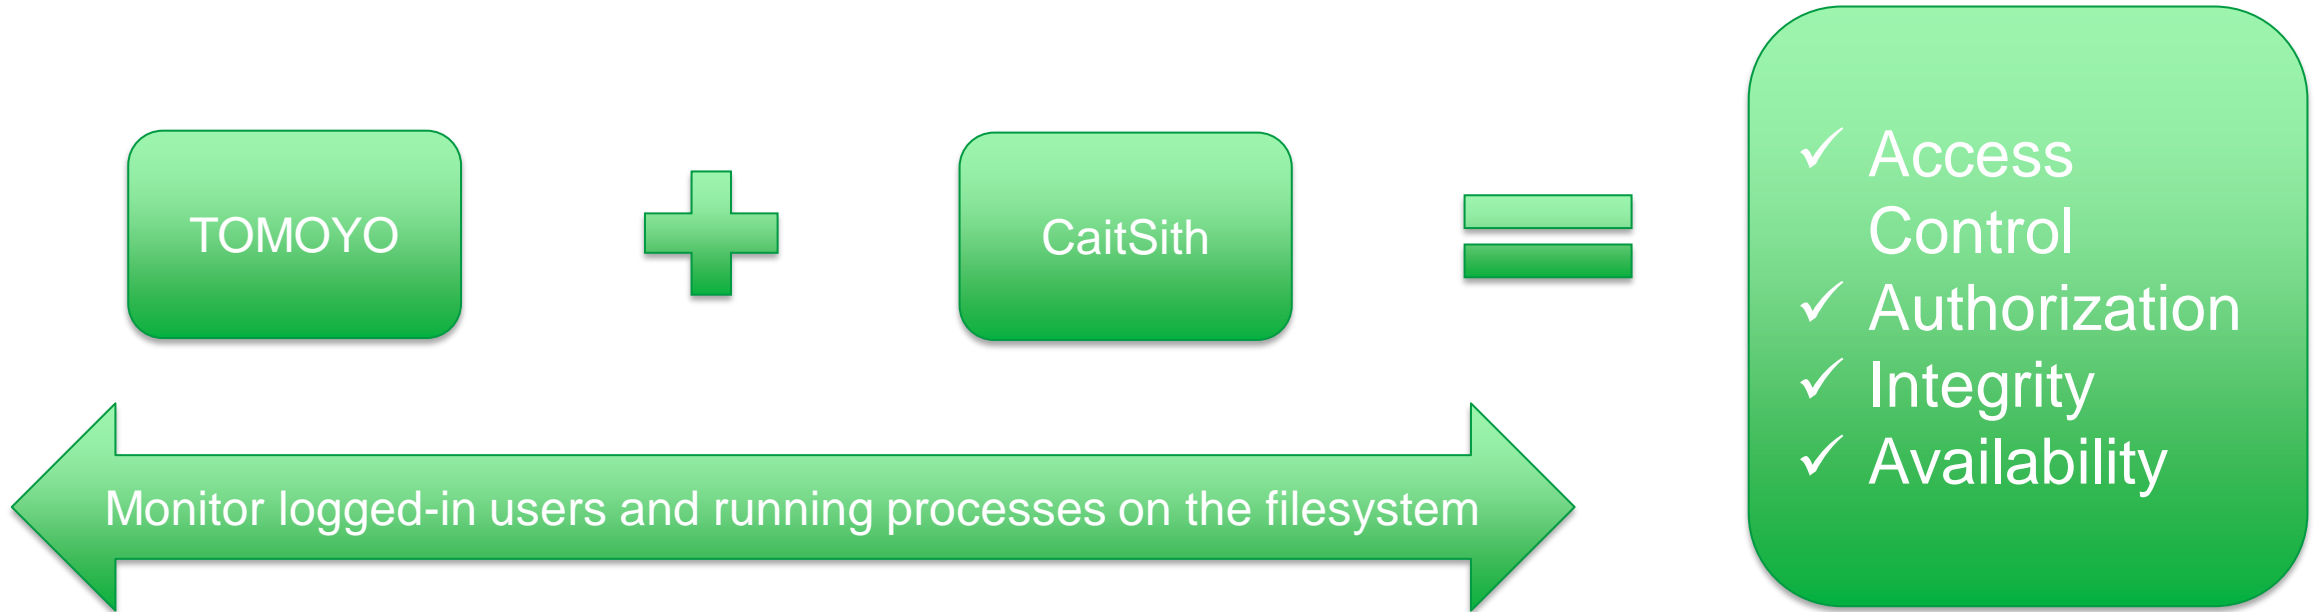 TOMOYO
CaitSith
✓ Access
Control
✓ Authorization
✓ Integrity
✓ Availability
Monitor logged-in users and running processes on the filesystem